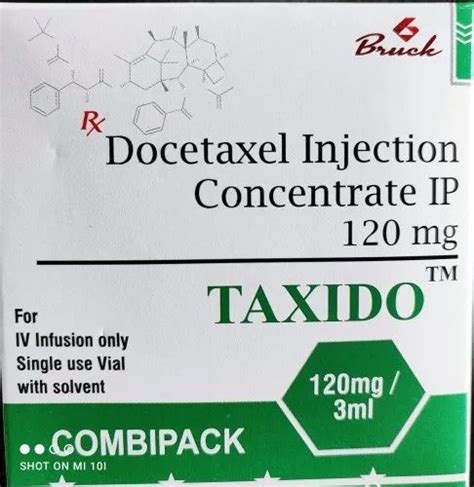 Bruck
Rx
Docetaxel Injection
Concentrate IP
120 mg
TAXIDO™
For
IV Infusion only
Single use Vial
with solvent
120mg/
3ml
COMBIPACK
SHOT ON MI 10I